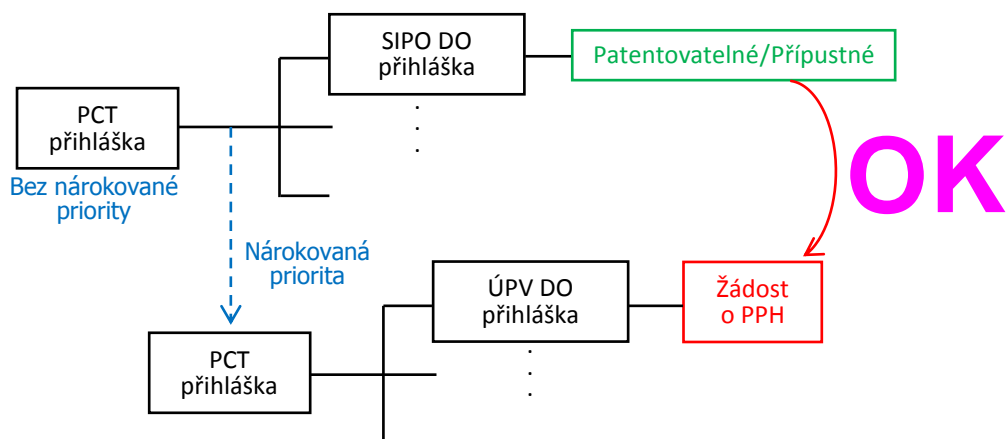 SIPO DO
přihláška
Patentovatelné/Přípustné
PCT
přihláška
Bez nárokované
priority
OK
Nárokovaná
priorita
ÚPV DO
přihláška
Žádost
o PPH
PCT
přihláška